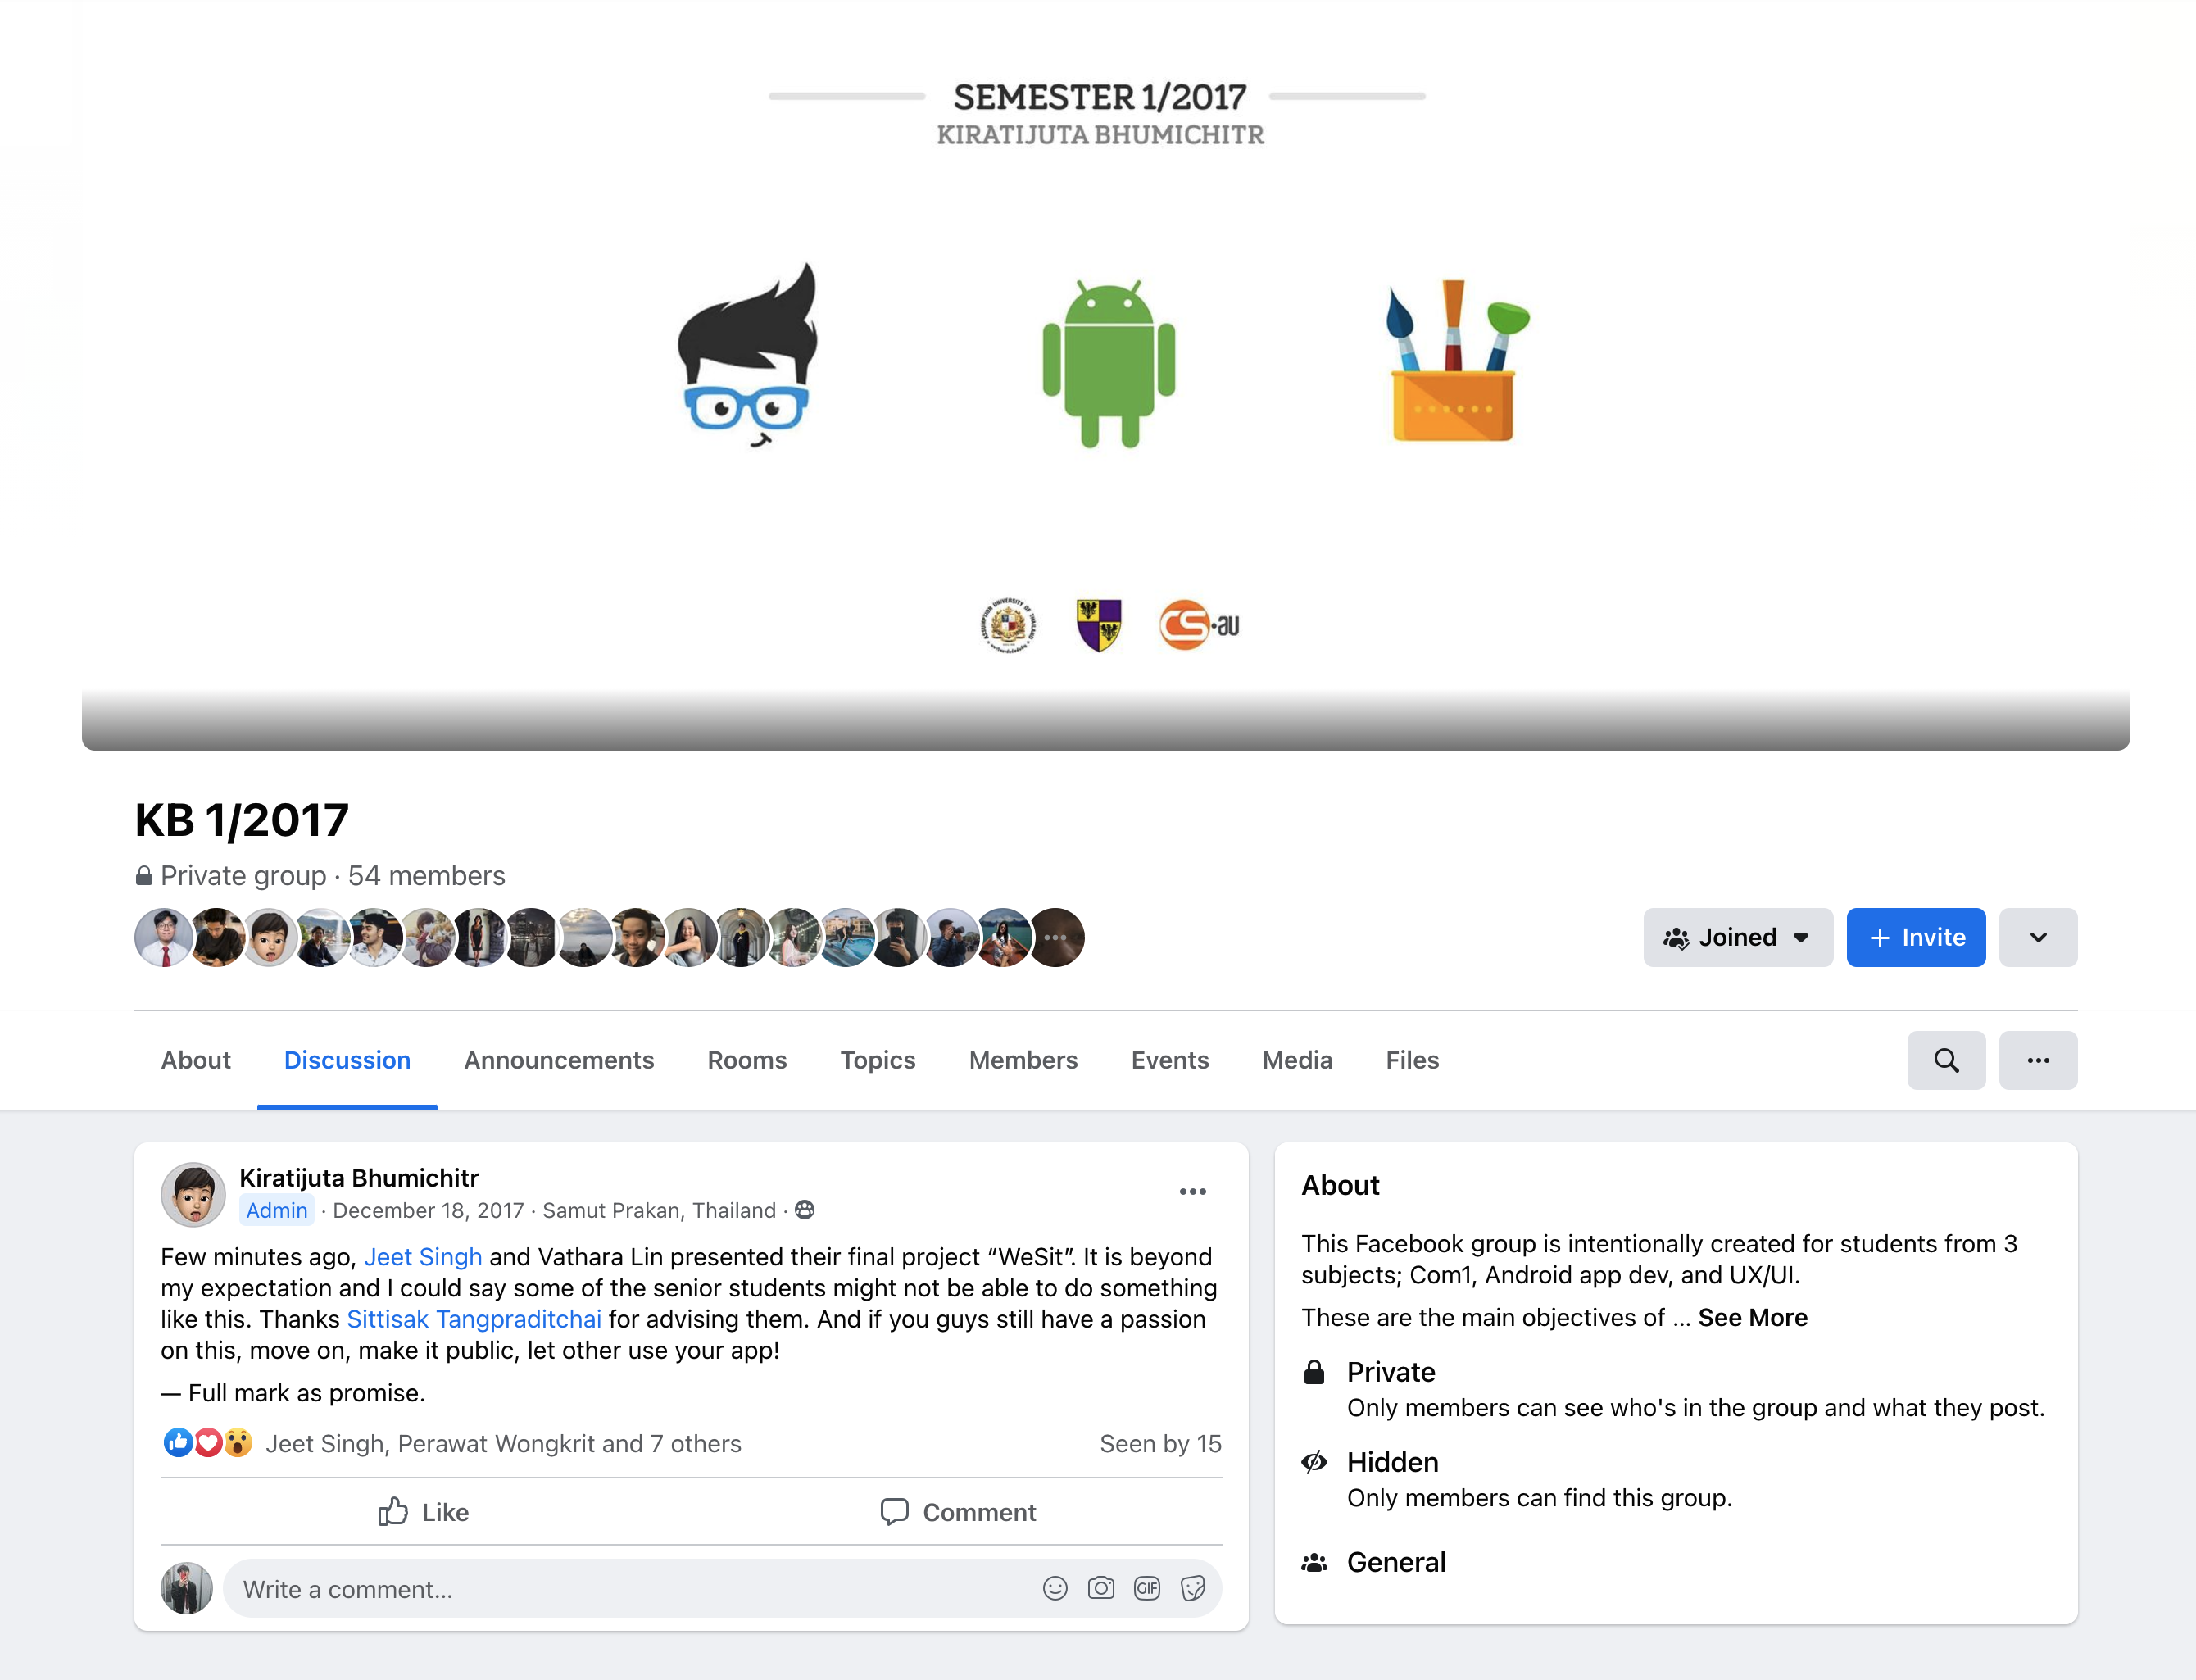 SEMESTER 1/2017
KIRATIJUTA BHUMICHITR
ASSUMPTION UNIVERSITY OF THAILAND
CS·au
KB 1/2017
Private group · 54 members
Joined
+ Invite
About Discussion Announcements Rooms Topics Members Events Media Files
Kiratijuta Bhumichitr
Admin · December 18, 2017 · Samut Prakan, Thailand ·
Few minutes ago, Jeet Singh and Vathara Lin presented their final project “WeSit”. It is beyond
my expectation and I could say some of the senior students might not be able to do something
like this. Thanks Sittisak Tangpraditchai for advising them. And if you guys still have a passion
on this, move on, make it public, let other use your app!
— Full mark as promise.
Jeet Singh, Perawat Wongkrit and 7 others
Seen by 15
Like
Comment
Write a comment...
GIF
About
This Facebook group is intentionally created for students from 3
subjects; Com1, Android app dev, and UX/UI.
These are the main objectives of ... See More
Private
Only members can see who's in the group and what they post.
Hidden
Only members can find this group.
General